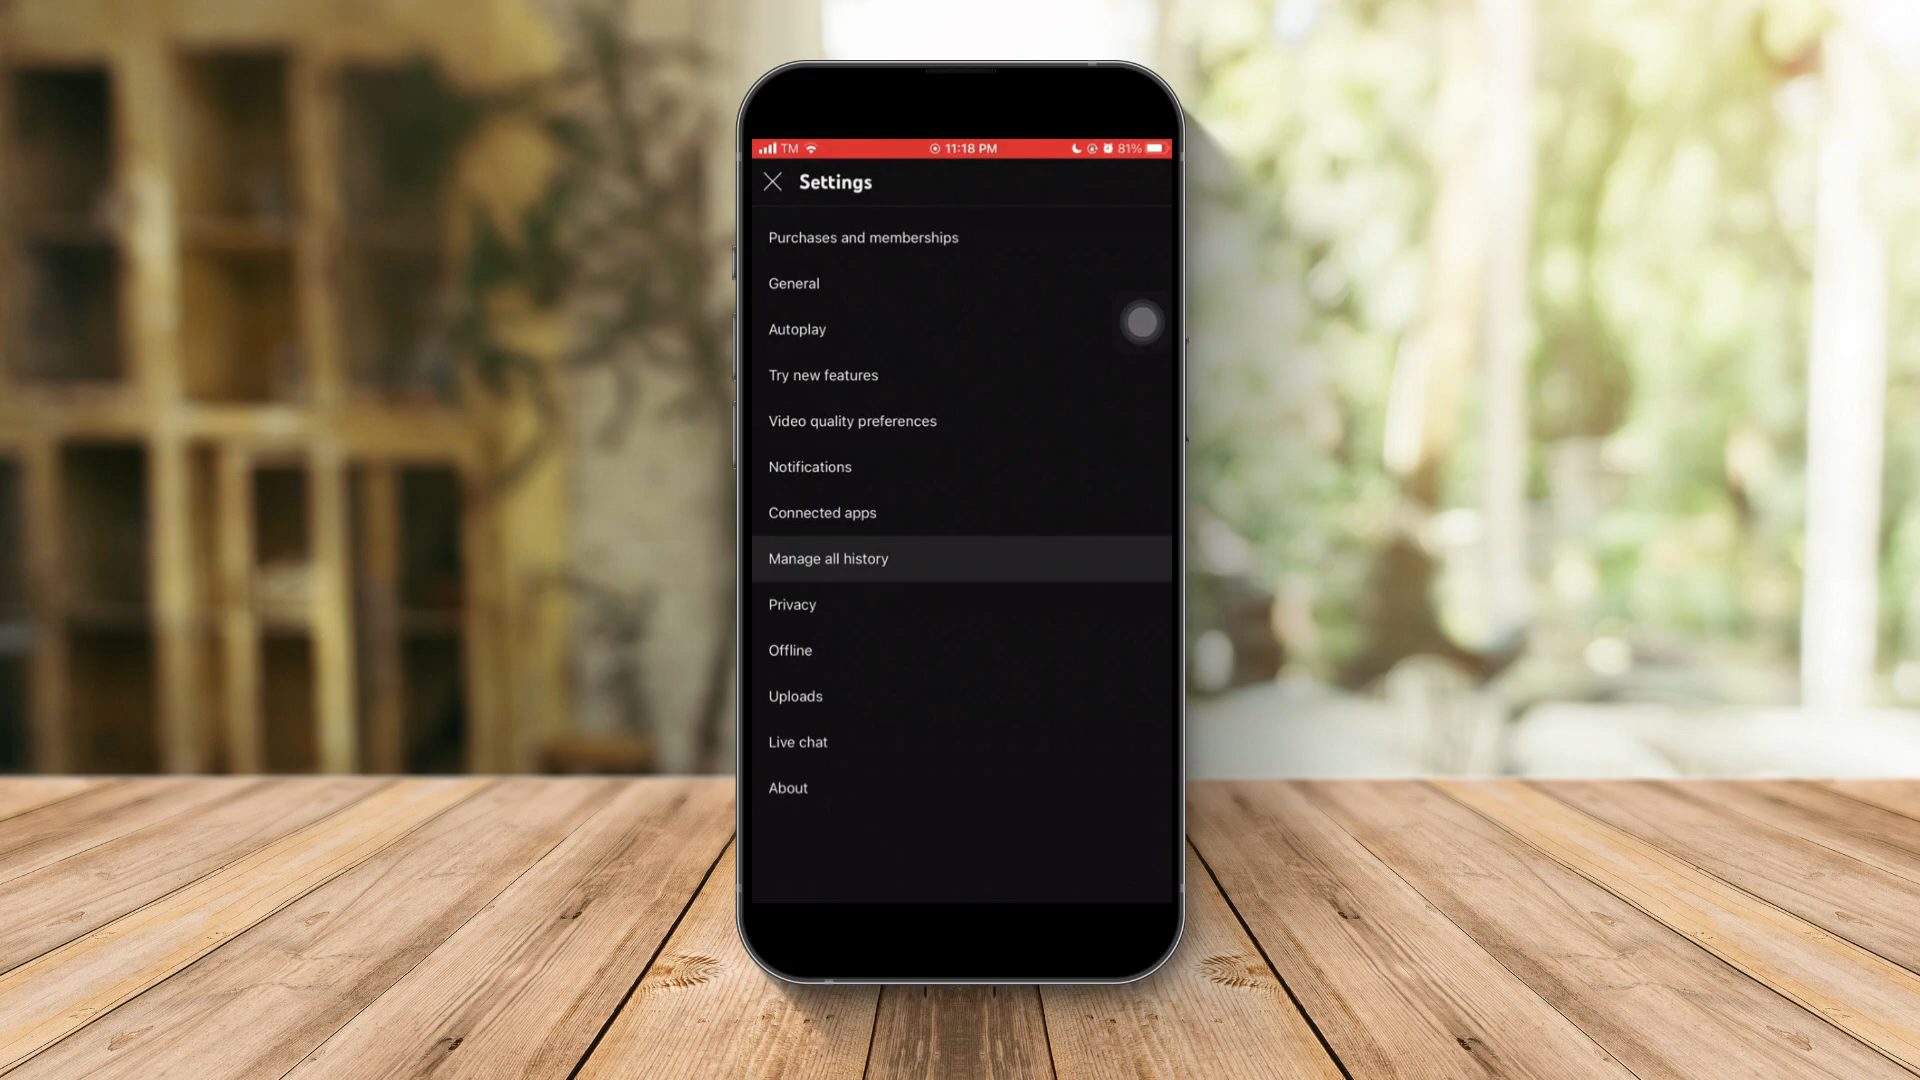 TM 11:18 PM 81%
Settings
Purchases and memberships
General
Autoplay
Try new features
Video quality preferences
Notifications
Connected apps
Manage all history
Privacy
Offline
Uploads
Live chat
About